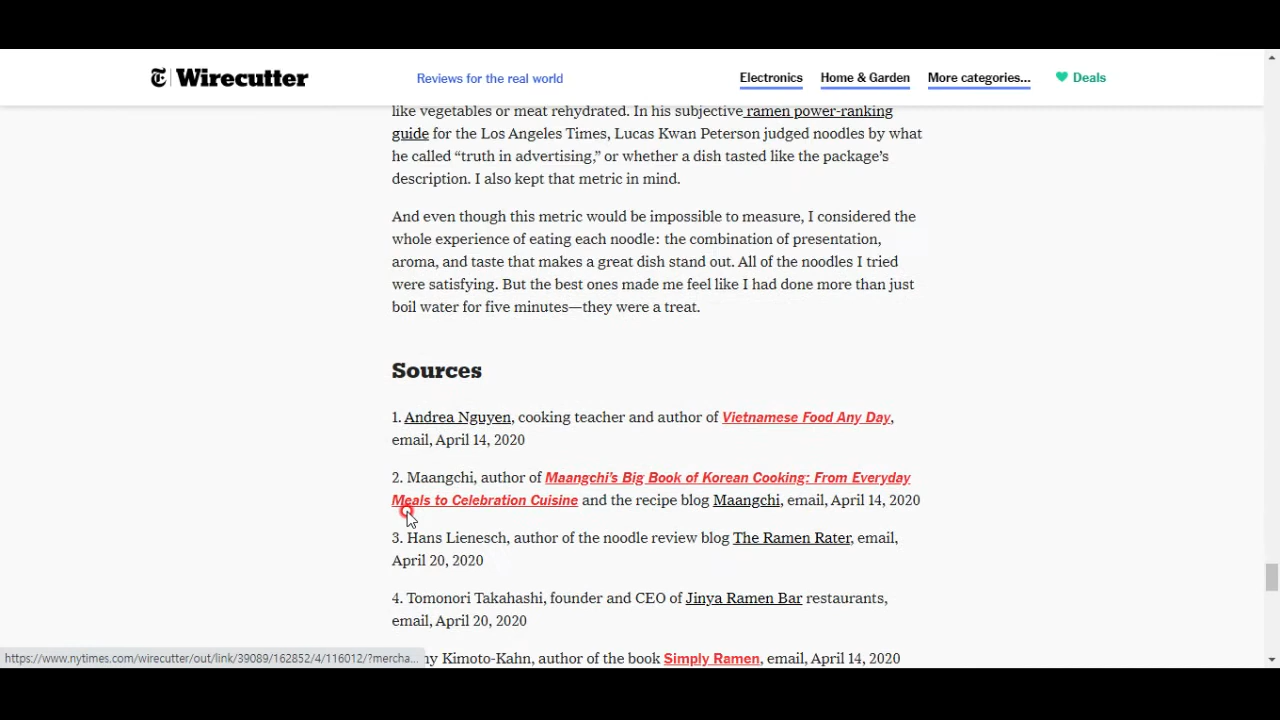 Wirecutter
Reviews for the real world
Electronics
Home & Garden
More categories...
Deals
like vegetables or meat rehydrated. In his subjective ramen power-ranking
guide for the Los Angeles Times, Lucas Kwan Peterson judged noodles by what
he called “truth in advertising,” or whether a dish tasted like the package’s
description. I also kept that metric in mind.
And even though this metric would be impossible to measure, I considered the
whole experience of eating each noodle: the combination of presentation,
aroma, and taste that makes a great dish stand out. All of the noodles I tried
were satisfying. But the best ones made me feel like I had done more than just
boil water for five minutes—they were a treat.
Sources
1. Andrea Nguyen, cooking teacher and author of Vietnamese Food Any Day,
email, April 14, 2020
2. Maangchi, author of Maangchi’s Big Book of Korean Cooking: From Everyday
Meals to Celebration Cuisine and the recipe blog Maangchi, email, April 14, 2020
3. Hans Lienesch, author of the noodle review blog The Ramen Rater, email,
April 20, 2020
4. Tomonori Takahashi, founder and CEO of Jinya Ramen Bar restaurants,
email, April 20, 2020
Kimoto-Kahn, author of the book Simply Ramen, email, April 14, 2020
https://www.nytimes.com/wirecutter/out/link/39089/162852/4/116012/?mercha...